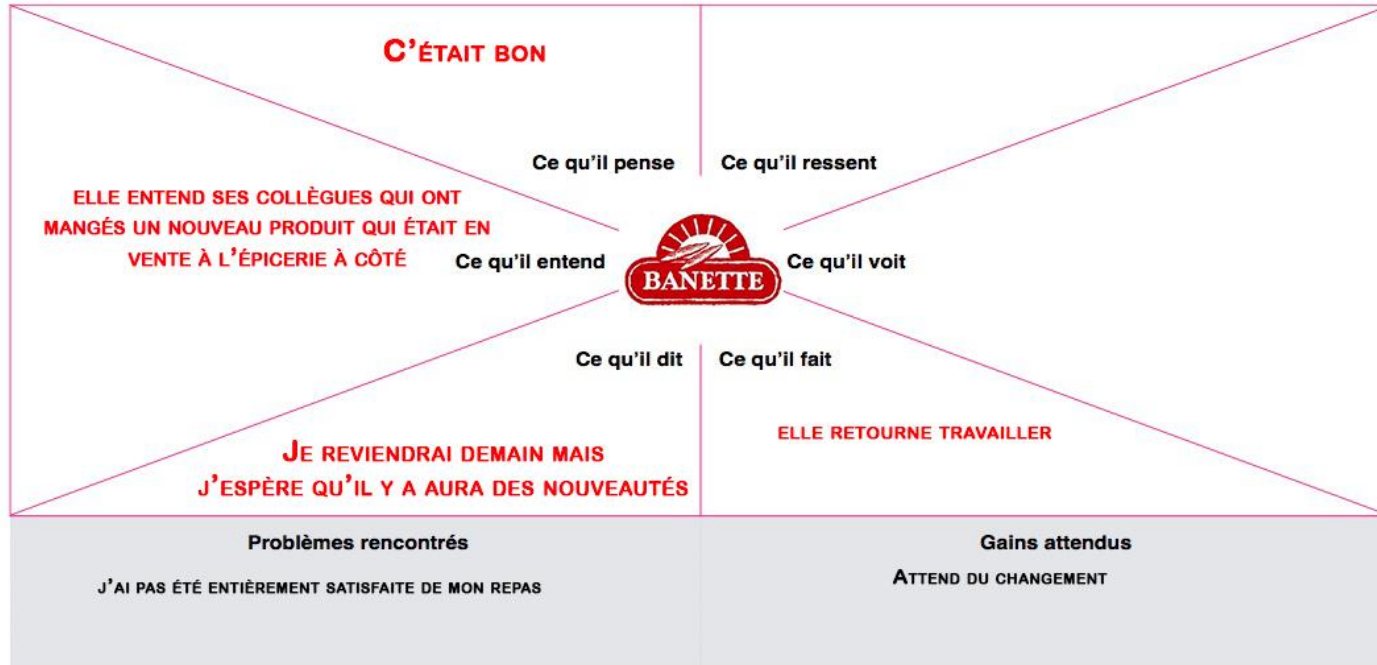 C'ÉTAIT BON
Ce qu'il pense
Ce qu'il ressent
ELLE ENTEND SES COLLÈGUES QUI ONT
MANGÉS UN NOUVEAU PRODUIT QUI ÉTAIT EN
VENTE À L'ÉPICERIE À CÔTÉ
Ce qu'il entend
BANETTE
Ce qu'il voit
Ce qu'il dit
Ce qu'il fait
JE REVIENDRAI DEMAIN MAIS
J'ESPÈRE QU'IL Y A AURA DES NOUVEAUTÉS
ELLE RETOURNE TRAVAILLER
Problèmes rencontrés
J'AI PAS ÉTÉ ENTIÈREMENT SATISFAITE DE MON REPAS
Gains attendus
ATTEND DU CHANGEMENT